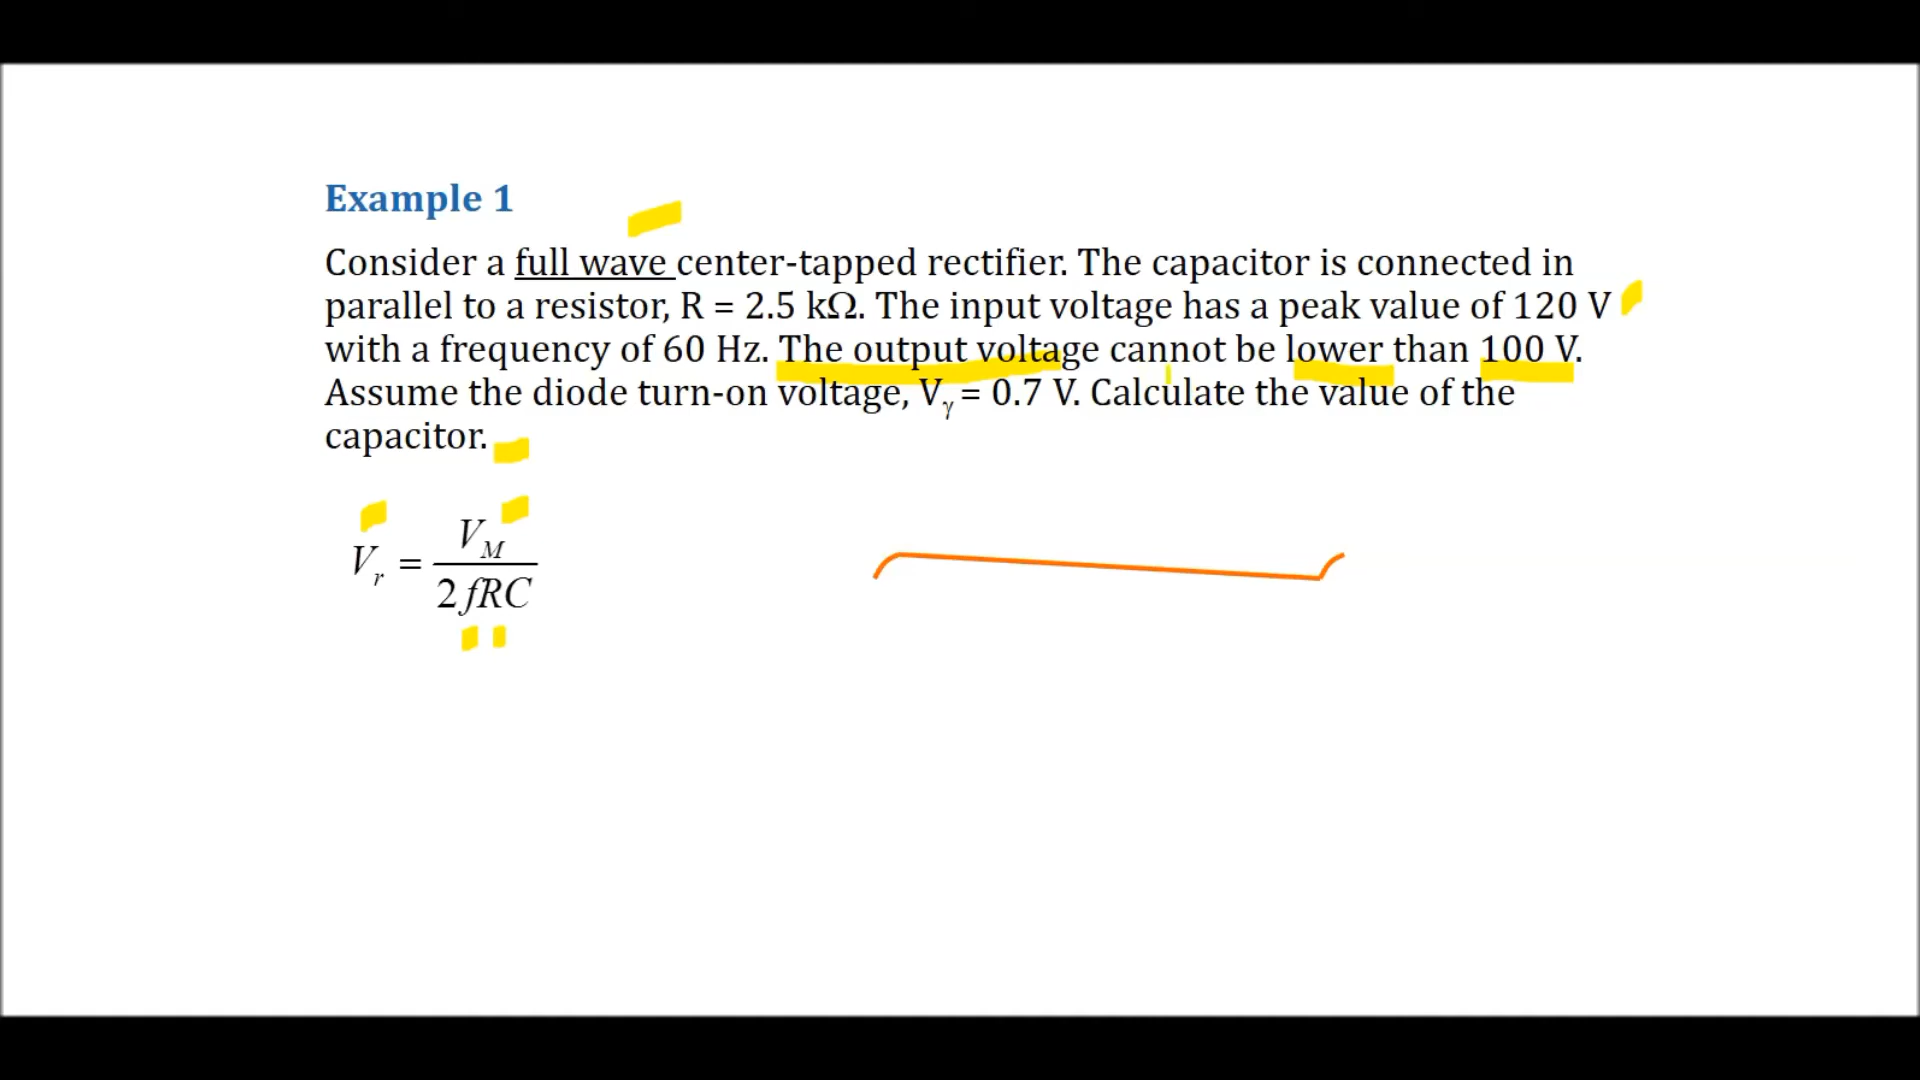 Example 1
Consider a full wave center-tapped rectifier. The capacitor is connected in
parallel to a resistor, R = 2.5 kΩ. The input voltage has a peak value of 120 V
with a frequency of 60 Hz. The output voltage cannot be lower than 100 V.
Assume the diode turn-on voltage, Vγ = 0.7 V. Calculate the value of the
capacitor.
V_r = V_M / 2fRC